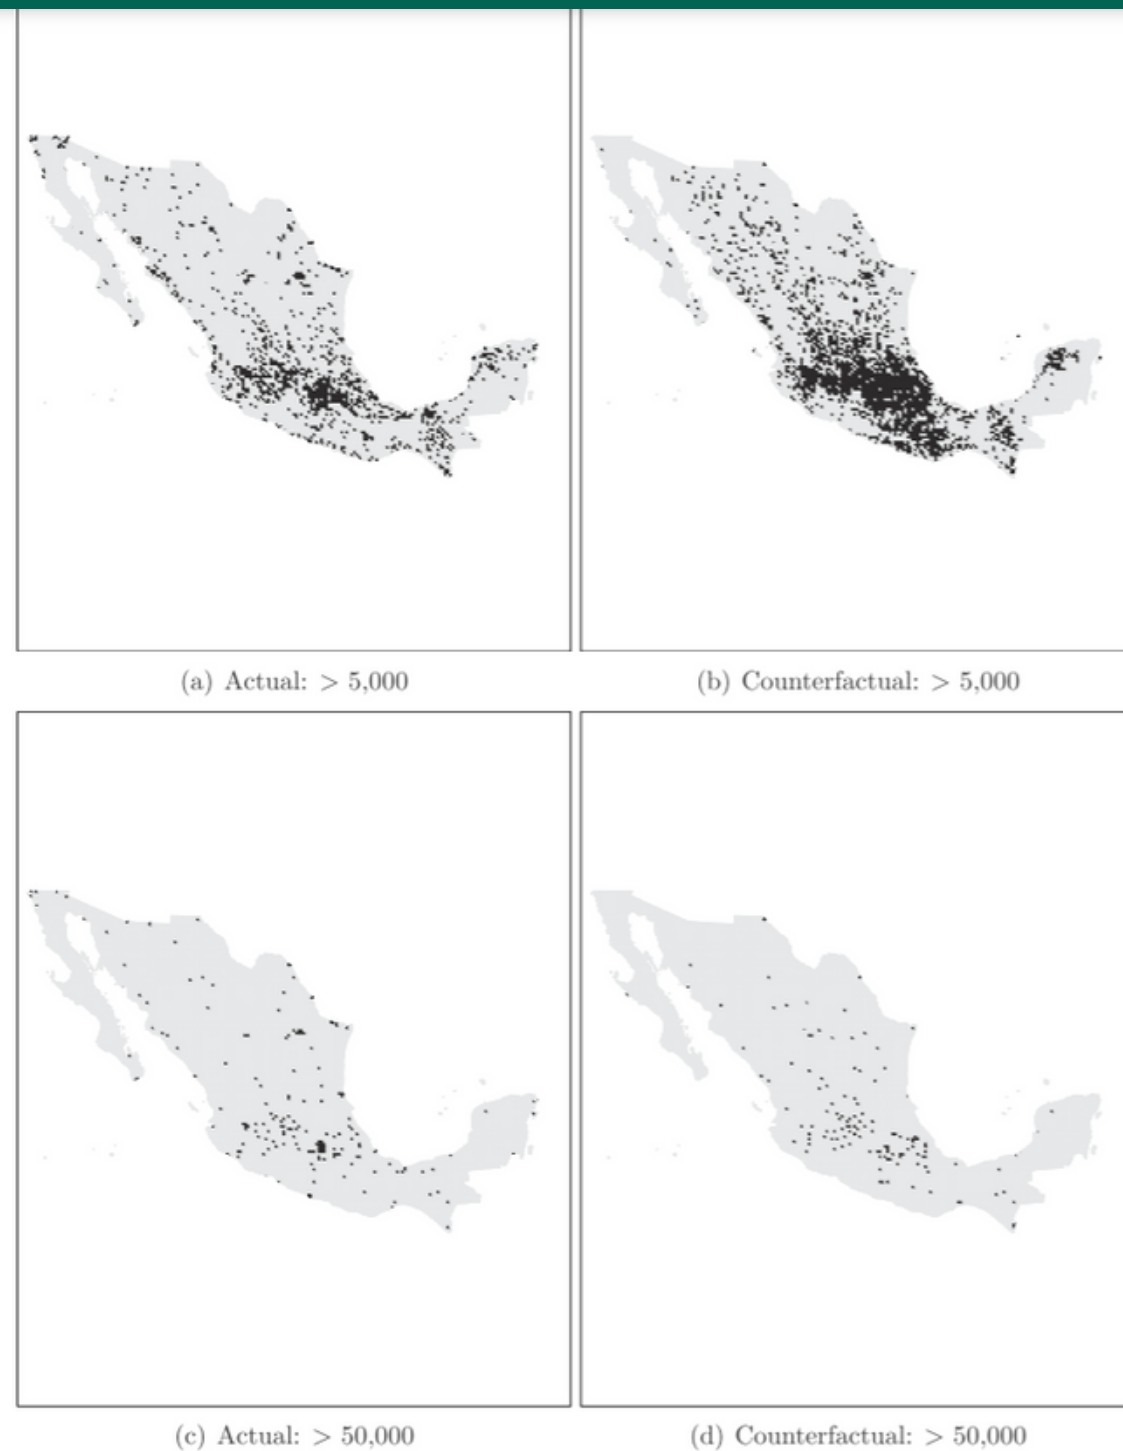 (a) Actual: > 5,000
(b) Counterfactual: > 5,000
(c) Actual: > 50,000
(d) Counterfactual: > 50,000